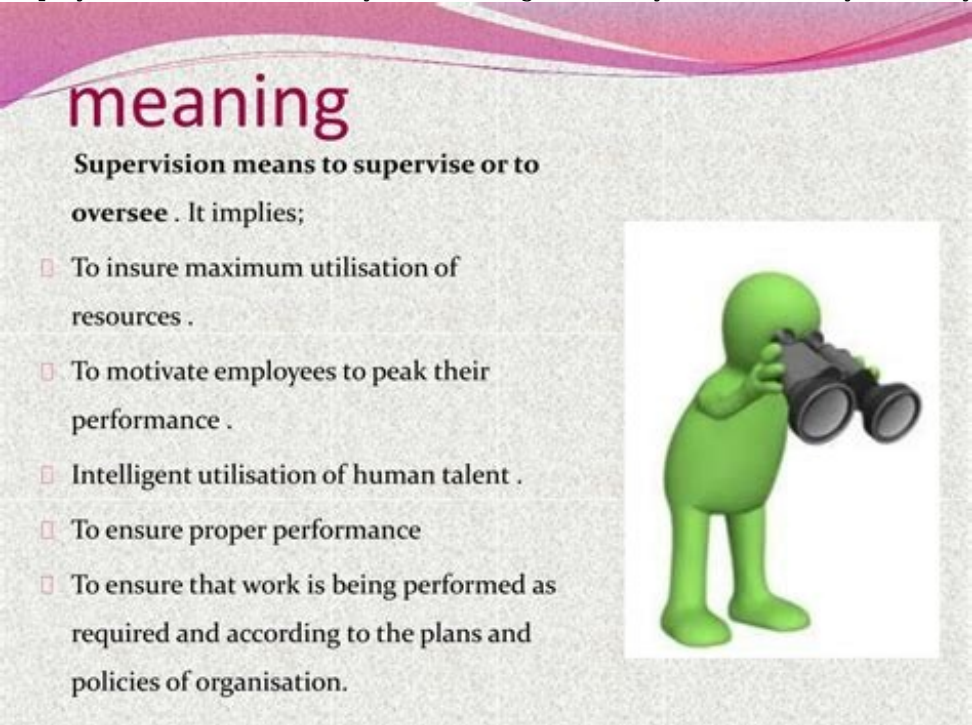 meaning
Supervision means to supervise or to
oversee . It implies;
To insure maximum utilisation of
resources .
To motivate employees to peak their
performance .
Intelligent utilisation of human talent .
To ensure proper performance
To ensure that work is being performed as
required and according to the plans and
policies of organisation.